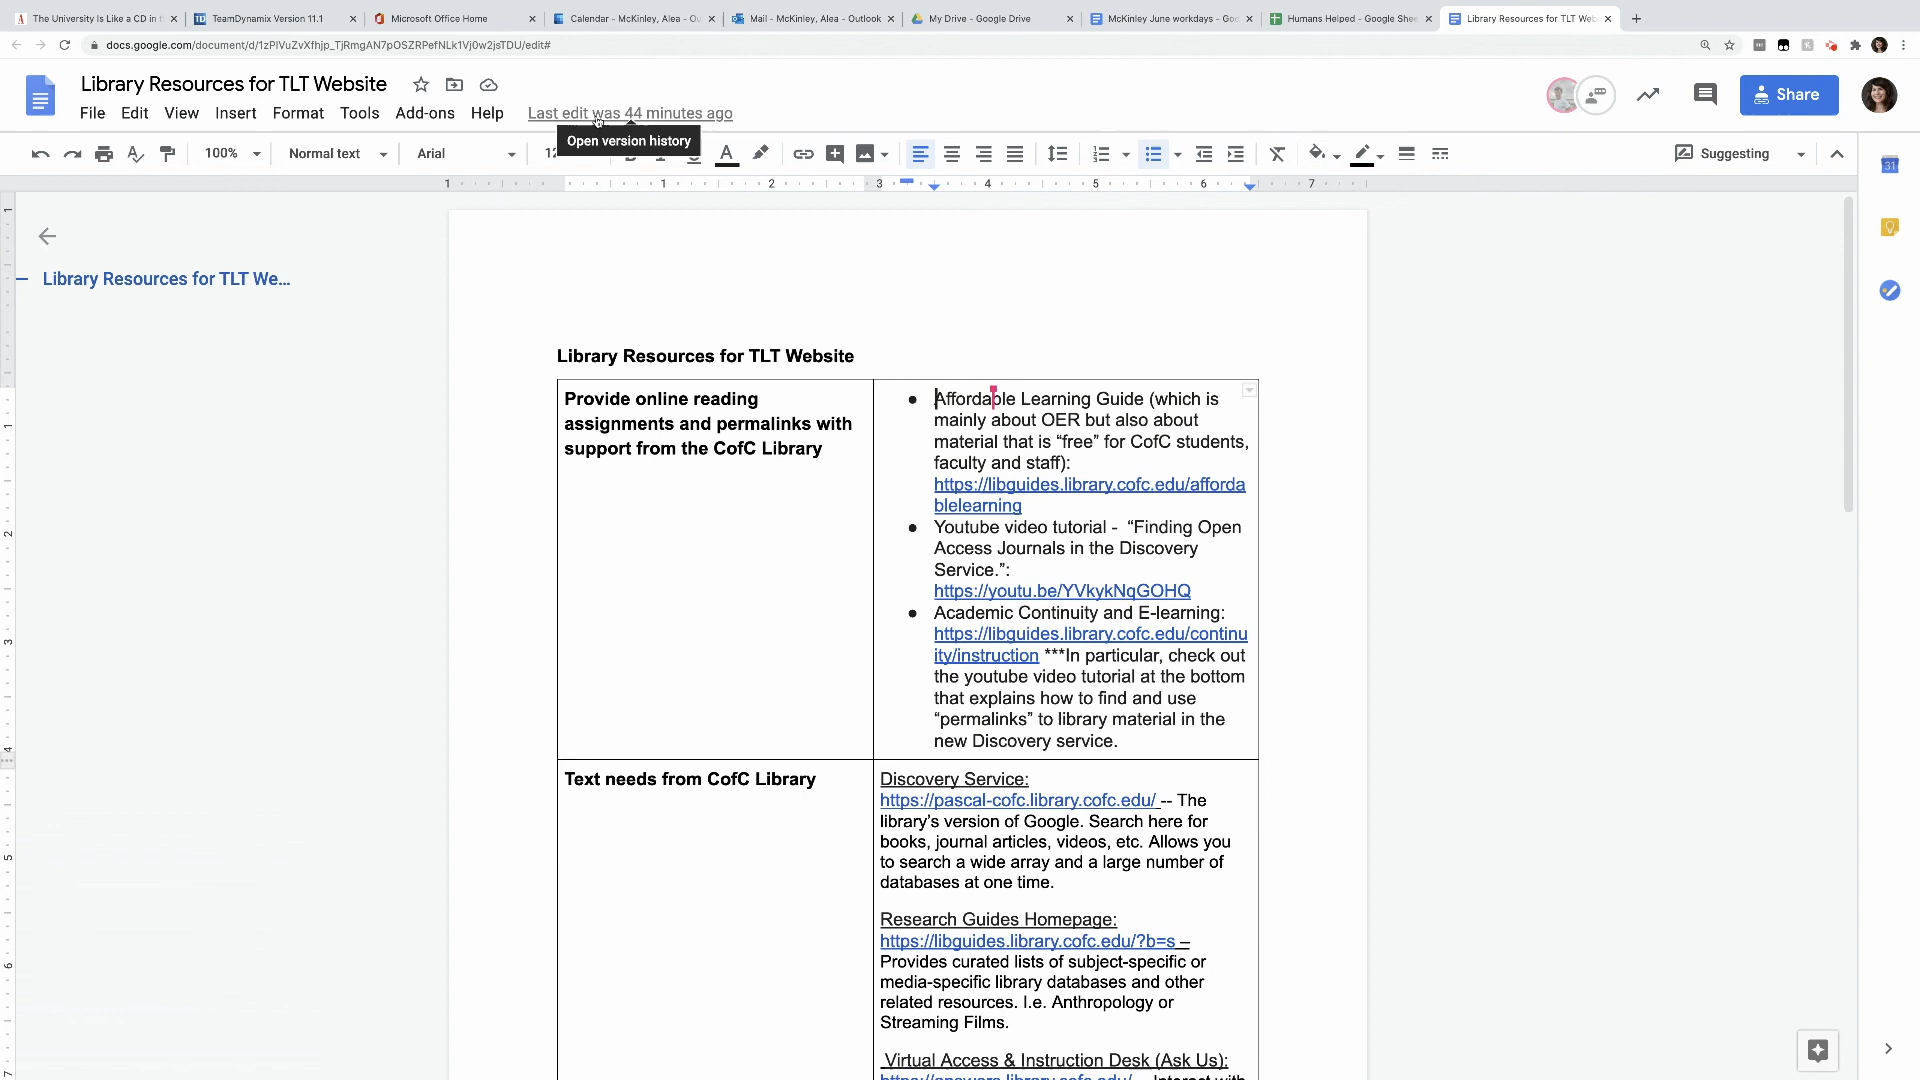 The University Is Like a CD in t
TeamDynamix Version 11.1
Microsoft Office Home
Calendar - McKinley, Alea - Ou
Mail - McKinley, Alea - Outlook
My Drive - Google Drive
McKinley June workdays - Goo
Humans Helped - Google Shee
Library Resources for TLT Web
docs.google.com/document/d/1zPlVuZvXfhjp_TjRmgAN7pOSZRPefNLk1Vj0w2jsTDU/edit#
Library Resources for TLT Website
File Edit View Insert Format Tools Add-ons Help Last edit was 44 minutes ago
Share
Open version history
100% Normal text Arial 12
Suggesting
1 1 2 3 4 5 6 7
Library Resources for TLT We...
Library Resources for TLT Website
Provide online reading
assignments and permalinks with
support from the CofC Library
● Affordable Learning Guide (which is
mainly about OER but also about
material that is “free” for CofC students,
faculty and staff):
https://libguides.library.cofc.edu/afforda
blelearning
● Youtube video tutorial - “Finding Open
Access Journals in the Discovery
Service.”:
https://youtu.be/YVkykNqGOHQ
● Academic Continuity and E-learning:
https://libguides.library.cofc.edu/continu
ity/instruction ***In particular, check out
the youtube video tutorial at the bottom
that explains how to find and use
“permalinks” to library material in the
new Discovery service.
Text needs from CofC Library
Discovery Service:
https://pascal-cofc.library.cofc.edu/ -- The
library’s version of Google. Search here for
books, journal articles, videos, etc. Allows you
to search a wide array and a large number of
databases at one time.
Research Guides Homepage:
https://libguides.library.cofc.edu/?b=s –
Provides curated lists of subject-specific or
media-specific library databases and other
related resources. I.e. Anthropology or
Streaming Films.
Virtual Access & Instruction Desk (Ask Us):